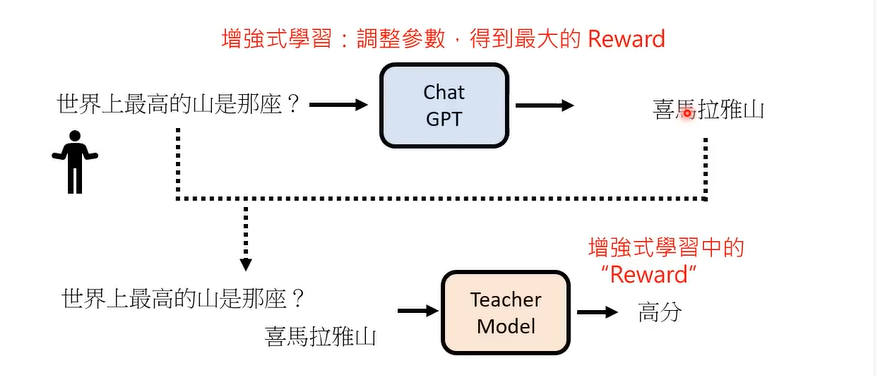 增強式學習：調整參數，得到最大的 Reward
世界上最高的山是那座？
Chat
GPT
喜馬拉雅山
增強式學習中的
“Reward”
世界上最高的山是那座？
喜馬拉雅山
Teacher
Model
高分